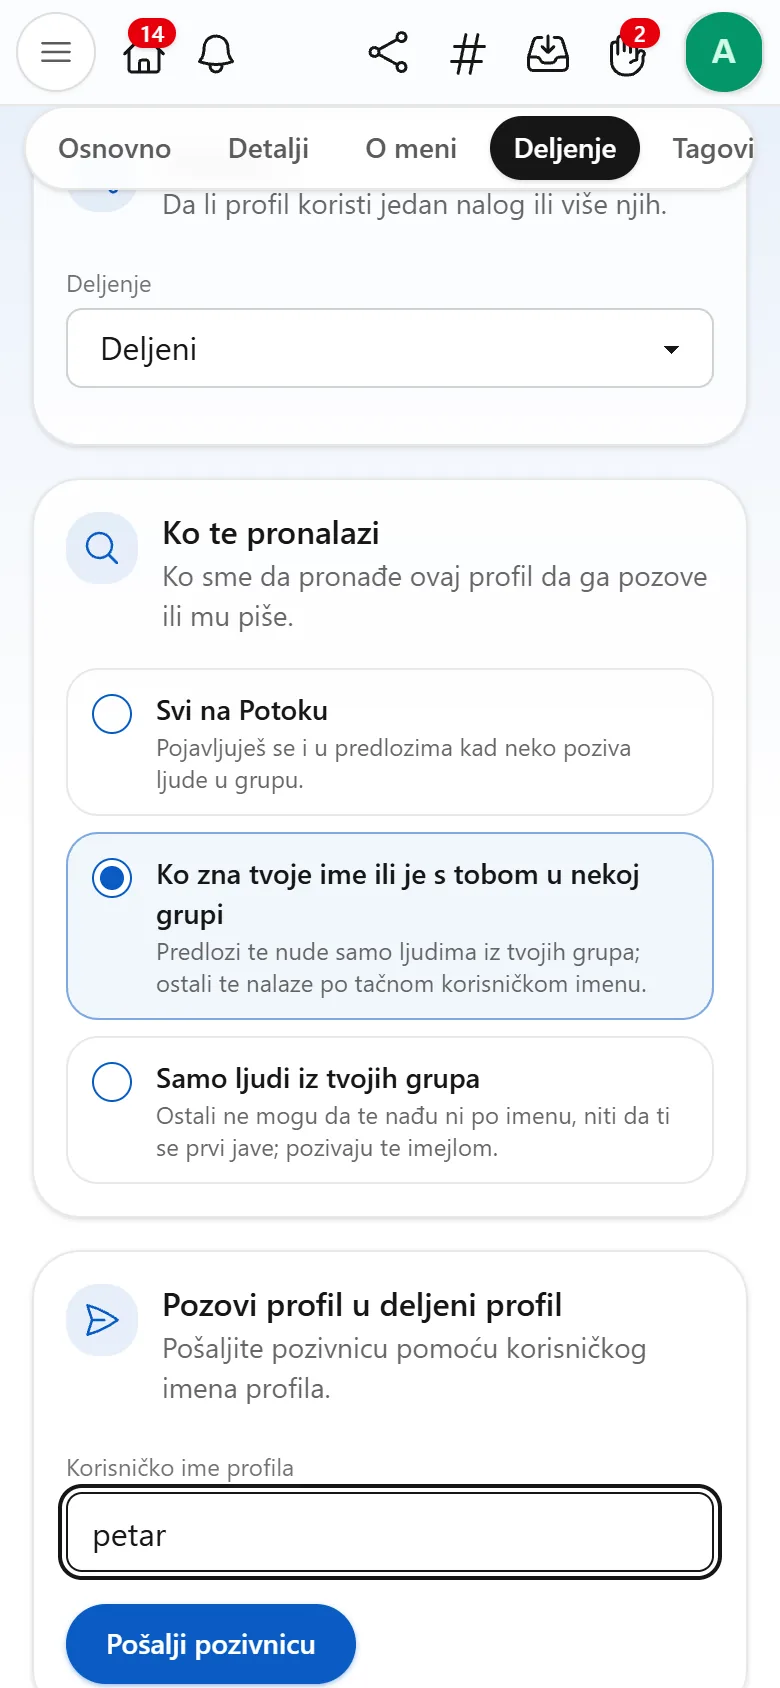 14
2
A
Osnovno
Detalji
O meni
Deljenje
Tagovi
Da li profil koristi jedan nalog ili više njih.
Deljenje
Deljeni
Ko te pronalazi
Ko sme da pronađe ovaj profil da ga pozove
ili mu piše.
Svi na Potoku
Pojavljuješ se i u predlozima kad neko poziva
ljude u grupu.
Ko zna tvoje ime ili je s tobom u nekoj
grupi
Predlozi te nude samo ljudima iz tvojih grupa;
ostali te nalaze po tačnom korisničkom imenu.
Samo ljudi iz tvojih grupa
Ostali ne mogu da te nađu ni po imenu, niti da ti
se prvi jave; pozivaju te imejlom.
Pozovi profil u deljeni profil
Pošaljite pozivnicu pomoću korisničkog
imena profila.
Korisničko ime profila
petar
Pošalji pozivnicu